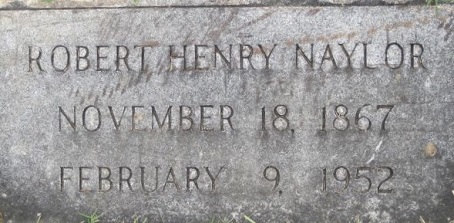 ROBERT HENRY NAYLOR
NOVEMBER 18, 1867
FEBRUARY 9, 1952